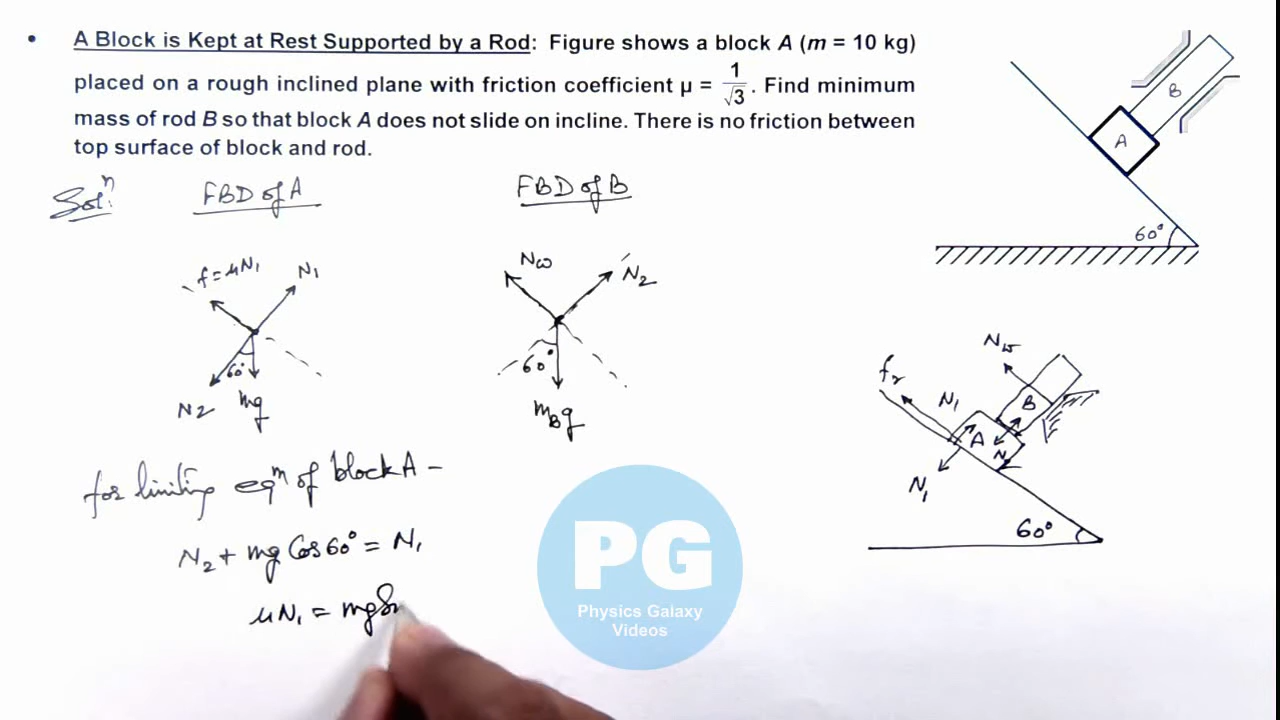 • A Block is Kept at Rest Supported by a Rod: Figure shows a block A (m = 10 kg)
placed on a rough inclined plane with friction coefficient μ = 1/√3. Find minimum
mass of rod B so that block A does not slide on incline. There is no friction between
top surface of block and rod.
B
A
60°
Solⁿ:
FBD of A
FBD of B
f = μN₁
N₁
60°
N₂
mg
Nω
N₂
60°
m_B g
fᵣ
N₁
Nω
B
A
N
N₁
60°
for limiting eqᵐ of block A –
N₂ + mg Cos 60° = N₁
μN₁ = mg S
PG
Physics Galaxy
Videos